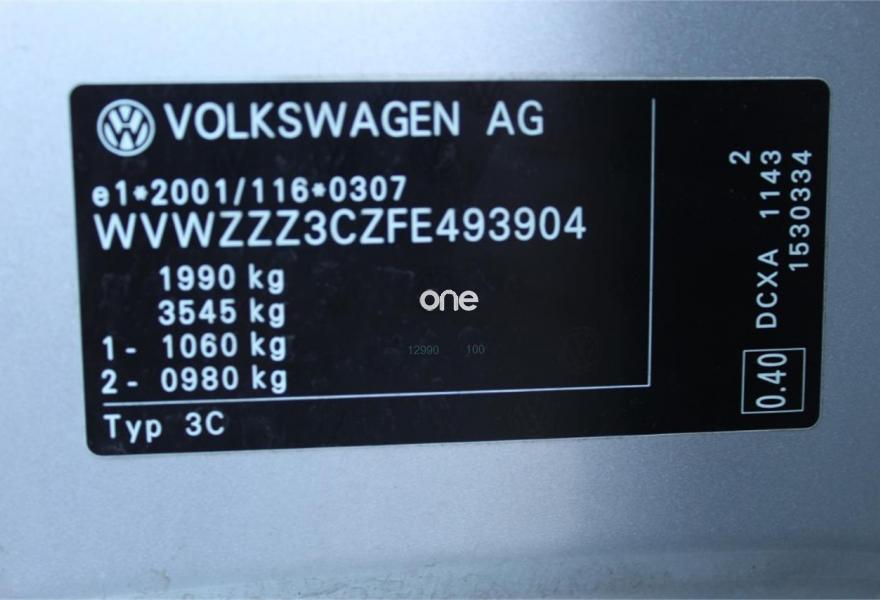 VOLKSWAGEN AG
e1*2001/116*0307
WVWZZZ3CZFE493904
1990 kg
3545 kg
1- 1060 kg
2- 0980 kg
Typ 3C
one
12990 100
2
DCXA 1143
1530334
0.40